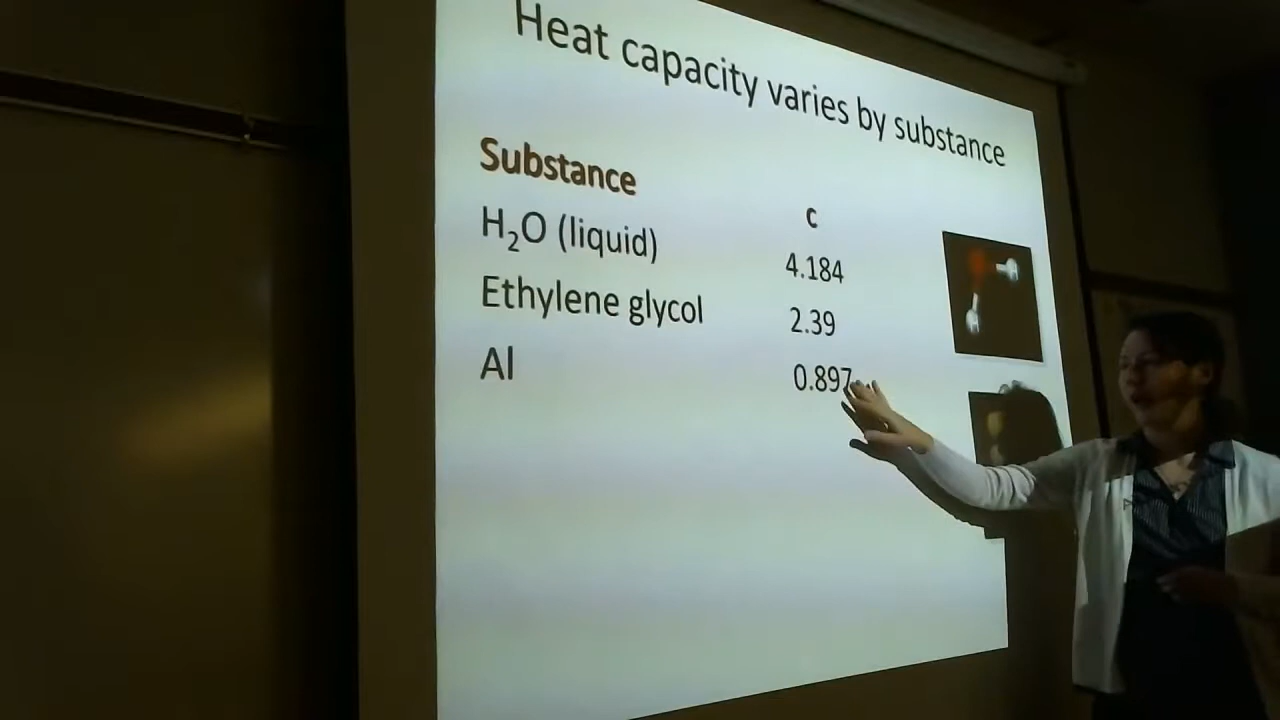 Heat capacity varies by substance
Substance c
H₂O (liquid) 4.184
Ethylene glycol 2.39
Al 0.897